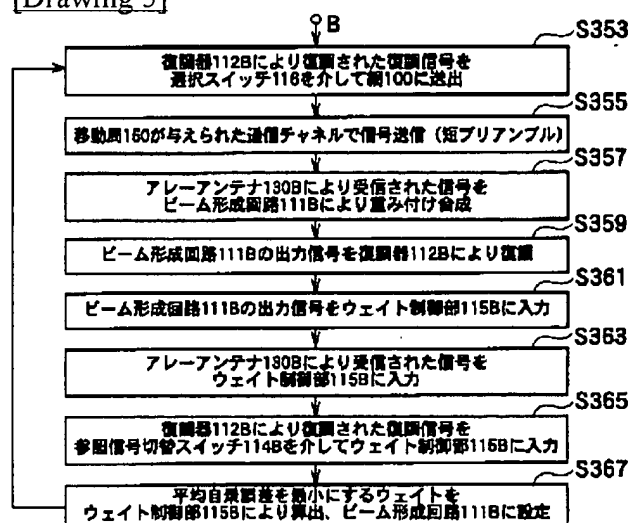 [Drawing 5]
B
S353
復調器112Bにより復調された復調信号を
選択スイッチ116を介して網100に送出
S355
移動局150が与えられた通信チャネルで信号送信（短プリアンブル）
S357
アレーアンテナ130Bにより受信された信号を
ビーム形成回路111Bにより重み付け合成
S359
ビーム形成回路111Bの出力信号を復調器112Bにより復調
S361
ビーム形成回路111Bの出力信号をウェイト制御部115Bに入力
S363
アレーアンテナ130Bにより受信された信号を
ウェイト制御部115Bに入力
S365
復調器112Bにより復調された復調信号を
参照信号切替スイッチ114Bを介してウェイト制御部115Bに入力
S367
平均自乗誤差を最小にするウェイトを
ウェイト制御部115Bにより算出、ビーム形成回路111Bに設定